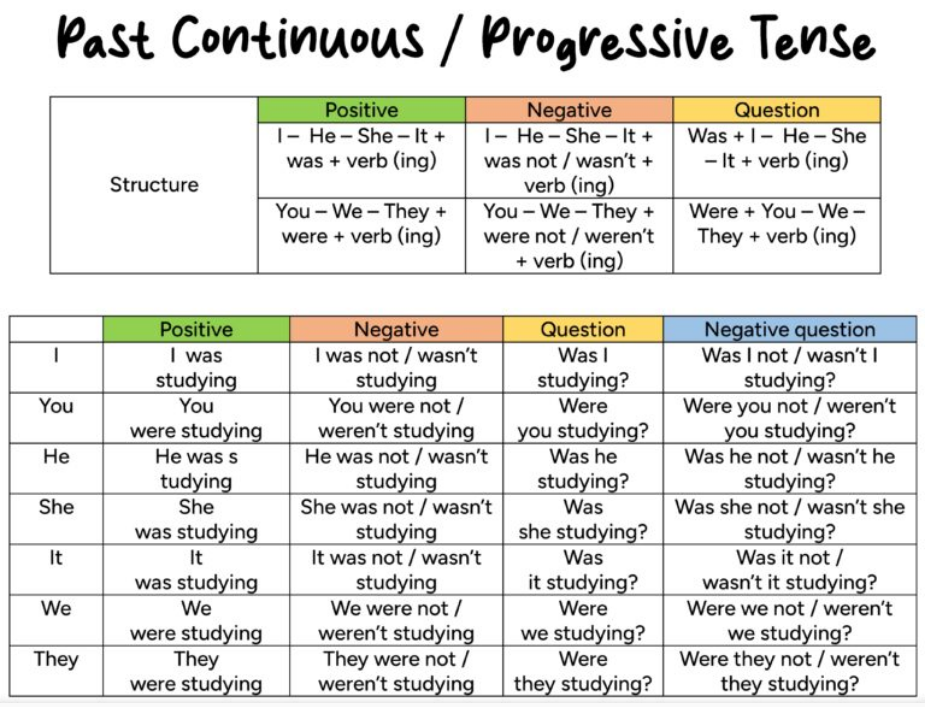 Past Continuous / Progressive Tense
Positive
Negative
Question
Structure
I – He – She – It +
was + verb (ing)
I – He – She – It +
was not / wasn't +
verb (ing)
Was + I – He – She
– It + verb (ing)
You – We – They +
were + verb (ing)
You – We – They +
were not / weren't
+ verb (ing)
Were + You – We –
They + verb (ing)
Positive
Negative
Question
Negative question
I
I was
studying
I was not / wasn't
studying
Was I
studying?
Was I not / wasn't I
studying?
You
You
were studying
You were not /
weren't studying
Were
you studying?
Were you not / weren't
you studying?
He
He was s
tudying
He was not / wasn't
studying
Was he
studying?
Was he not / wasn't he
studying?
She
She
was studying
She was not / wasn't
studying
Was
she studying?
Was she not / wasn't she
studying?
It
It
was studying
It was not / wasn't
studying
Was
it studying?
Was it not /
wasn't it studying?
We
We
were studying
We were not /
weren't studying
Were
we studying?
Were we not / weren't
we studying?
They
They
were studying
They were not /
weren't studying
Were
they studying?
Were they not / weren't
they studying?